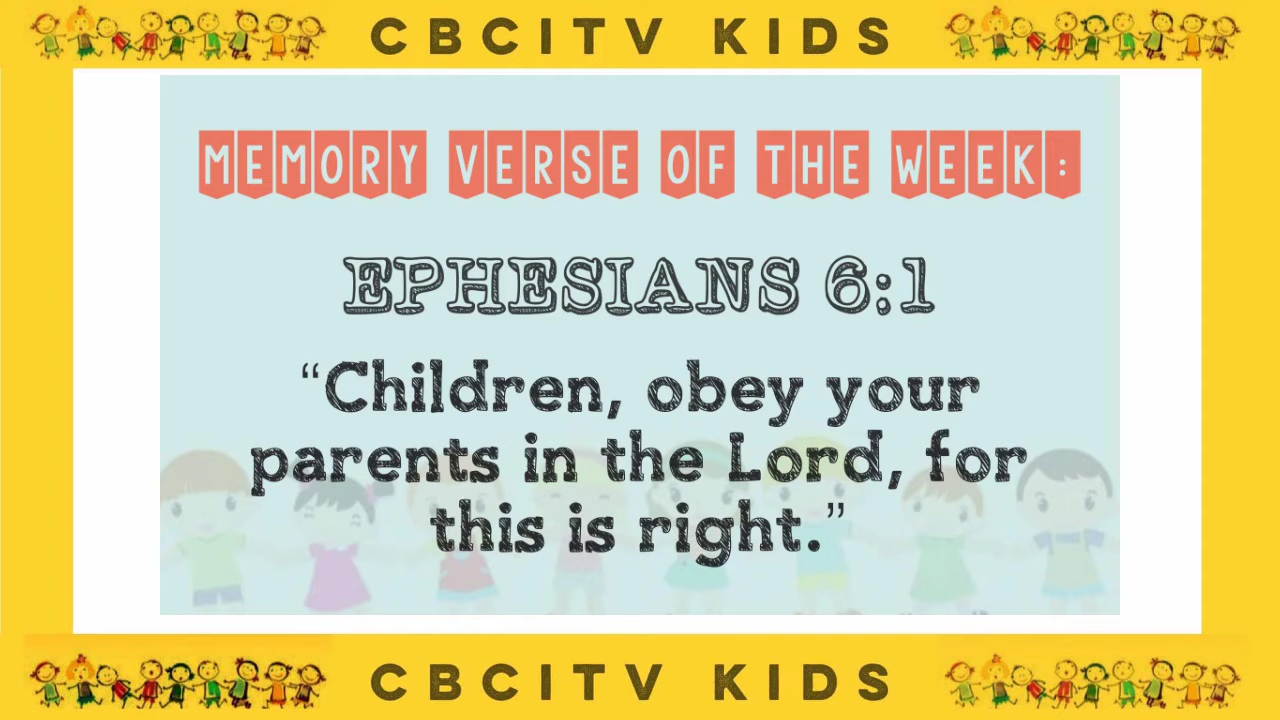 CBCITV KIDS
MEMORY VERSE OF THE WEEK:
EPHESIANS 6:1
“Children, obey your
parents in the Lord, for
this is right.”
CBCITV KIDS